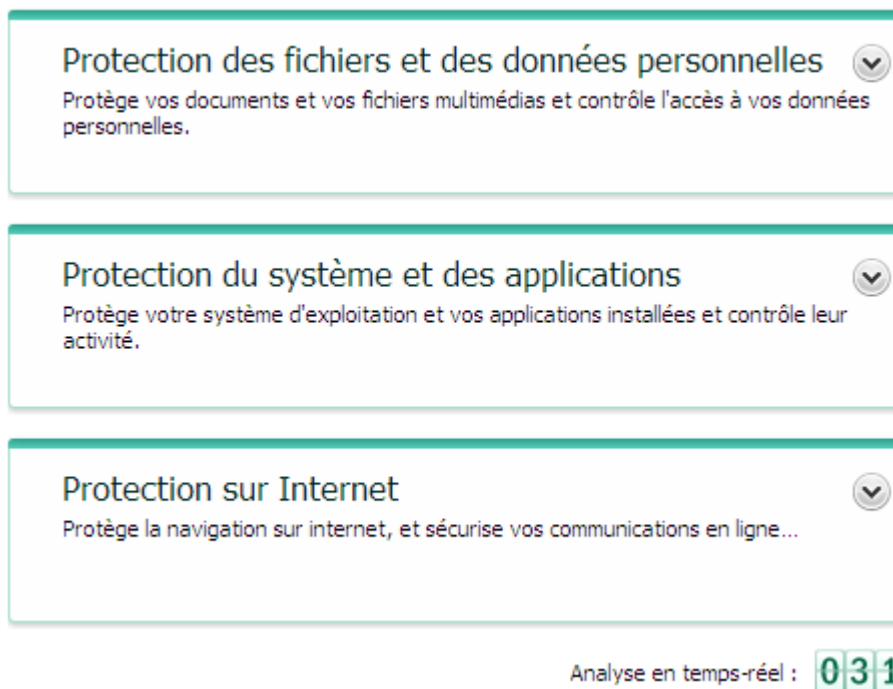 Protection des fichiers et des données personnelles
Protège vos documents et vos fichiers multimédias et contrôle l'accès à vos données
personnelles.
Protection du système et des applications
Protège votre système d'exploitation et vos applications installées et contrôle leur
activité.
Protection sur Internet
Protège la navigation sur internet, et sécurise vos communications en ligne...
Analyse en temps-réel : 031